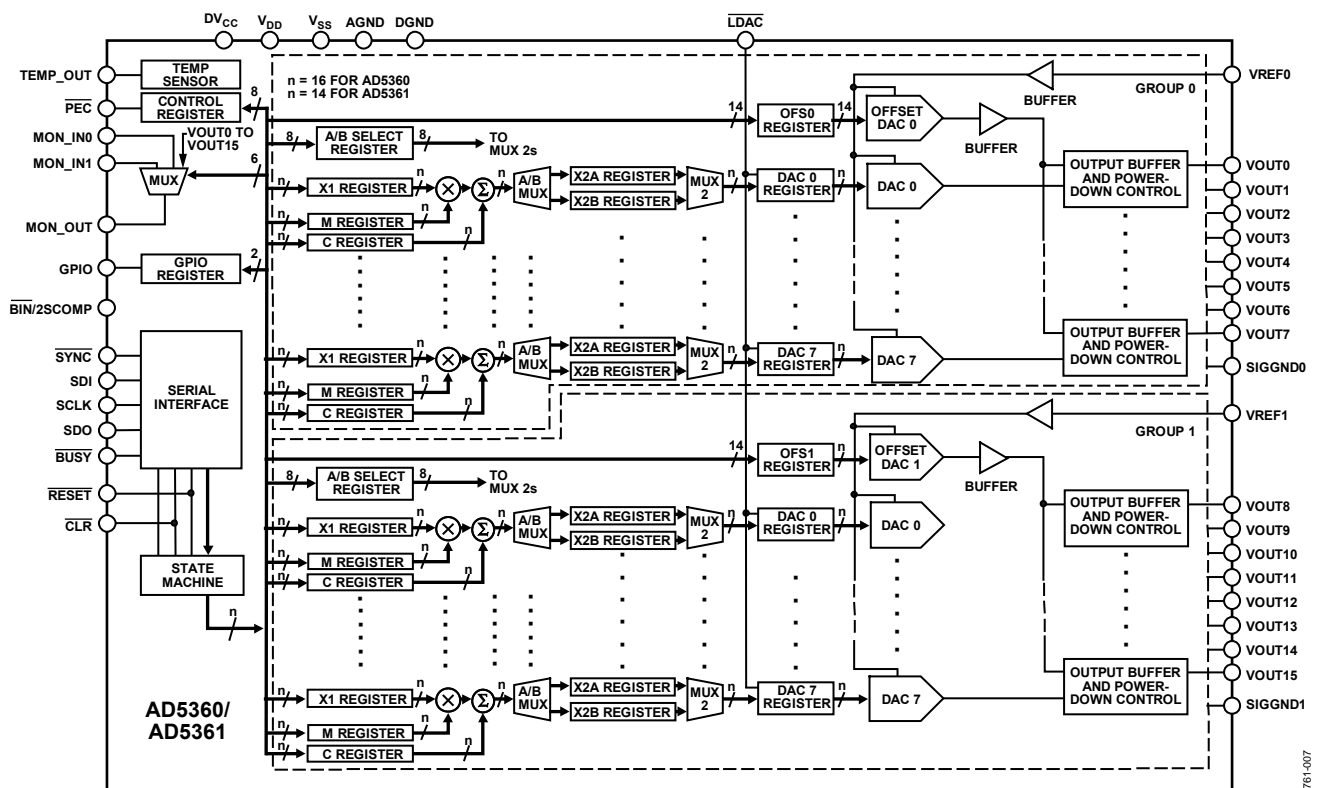 DVCC
VDD
VSS
AGND
DGND
LDAC
TEMP_OUT
TEMP
SENSOR
n = 16 FOR AD5360
n = 14 FOR AD5361
BUFFER
GROUP 0
VREF0
PEC
CONTROL
REGISTER
8
14
OFS0
REGISTER
14
OFFSET
DAC 0
BUFFER
MON_IN0
VOUT0 TO
VOUT15
MON_IN1
MUX
6
8
A/B SELECT
REGISTER
8
TO
MUX 2s
n
X1 REGISTER
n
×
Σ
n
A/B
MUX
X2A REGISTER
X2B REGISTER
MUX
2
n
DAC 0
REGISTER
n
DAC 0
OUTPUT BUFFER
AND POWER-
DOWN CONTROL
VOUT0
VOUT1
n
M REGISTER
n
n
C REGISTER
n
MON_OUT
VOUT2
VOUT3
VOUT4
VOUT5
VOUT6
VOUT7
GPIO
GPIO
REGISTER
2
BIN/2SCOMP
n
X1 REGISTER
n
×
Σ
n
A/B
MUX
X2A REGISTER
X2B REGISTER
MUX
2
n
DAC 7
REGISTER
n
DAC 7
OUTPUT BUFFER
AND POWER-
DOWN CONTROL
n
M REGISTER
n
n
C REGISTER
n
SIGGND0
SYNC
SDI
SCLK
SDO
BUSY
SERIAL
INTERFACE
RESET
CLR
STATE
MACHINE
n
VREF1
GROUP 1
14
OFS1
REGISTER
n
OFFSET
DAC 1
BUFFER
8
A/B SELECT
REGISTER
8
TO
MUX 2s
n
X1 REGISTER
n
×
Σ
n
A/B
MUX
X2A REGISTER
X2B REGISTER
MUX
2
n
DAC 0
REGISTER
n
DAC 0
OUTPUT BUFFER
AND POWER-
DOWN CONTROL
VOUT8
VOUT9
n
M REGISTER
n
n
C REGISTER
n
VOUT10
VOUT11
VOUT12
VOUT13
VOUT14
VOUT15
n
X1 REGISTER
n
×
Σ
n
A/B
MUX
X2A REGISTER
X2B REGISTER
MUX
2
n
DAC 7
REGISTER
n
DAC 7
OUTPUT BUFFER
AND POWER-
DOWN CONTROL
n
M REGISTER
n
n
C REGISTER
n
SIGGND1
AD5360/
AD5361
761-007